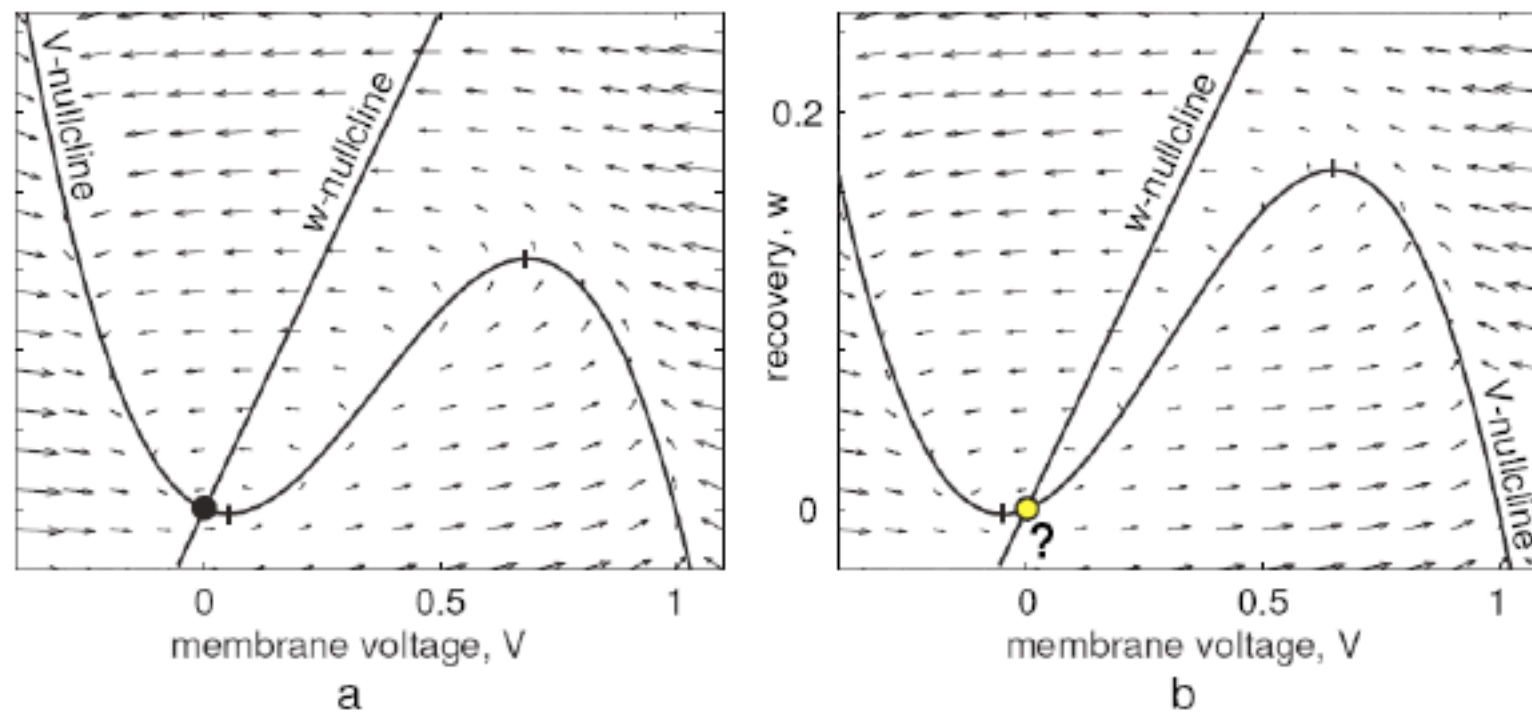 V-nullcline
w-nullcline
0 0.5 1
membrane voltage, V
a
0.2
recovery, w
0
w-nullcline
V-nullcline
?
0 0.5 1
membrane voltage, V
b